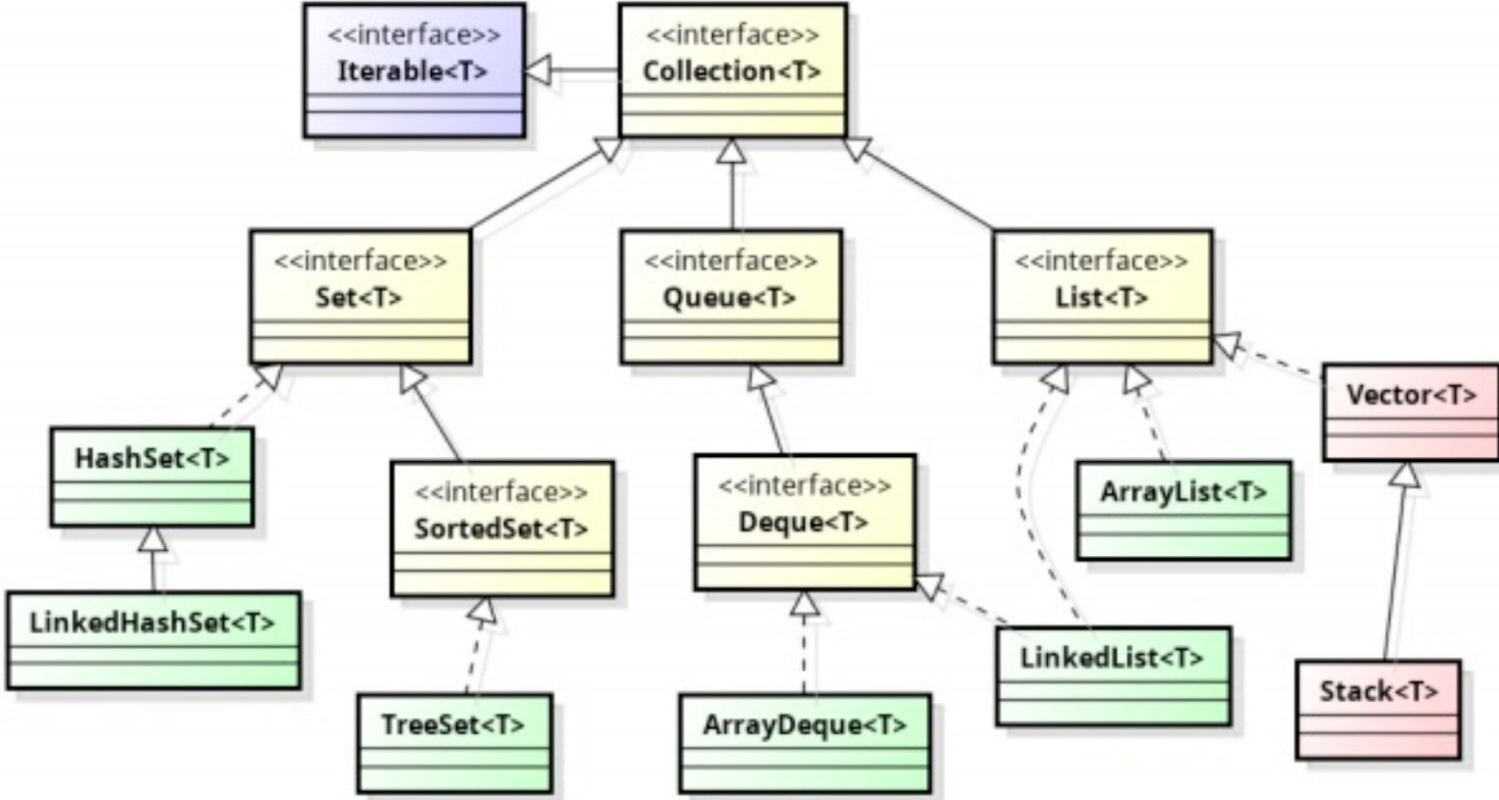 <<interface>>
Iterable<T>
<<interface>>
Collection<T>
<<interface>>
Set<T>
<<interface>>
Queue<T>
<<interface>>
List<T>
Vector<T>
HashSet<T>
<<interface>>
SortedSet<T>
<<interface>>
Deque<T>
ArrayList<T>
LinkedHashSet<T>
LinkedList<T>
Stack<T>
TreeSet<T>
ArrayDeque<T>